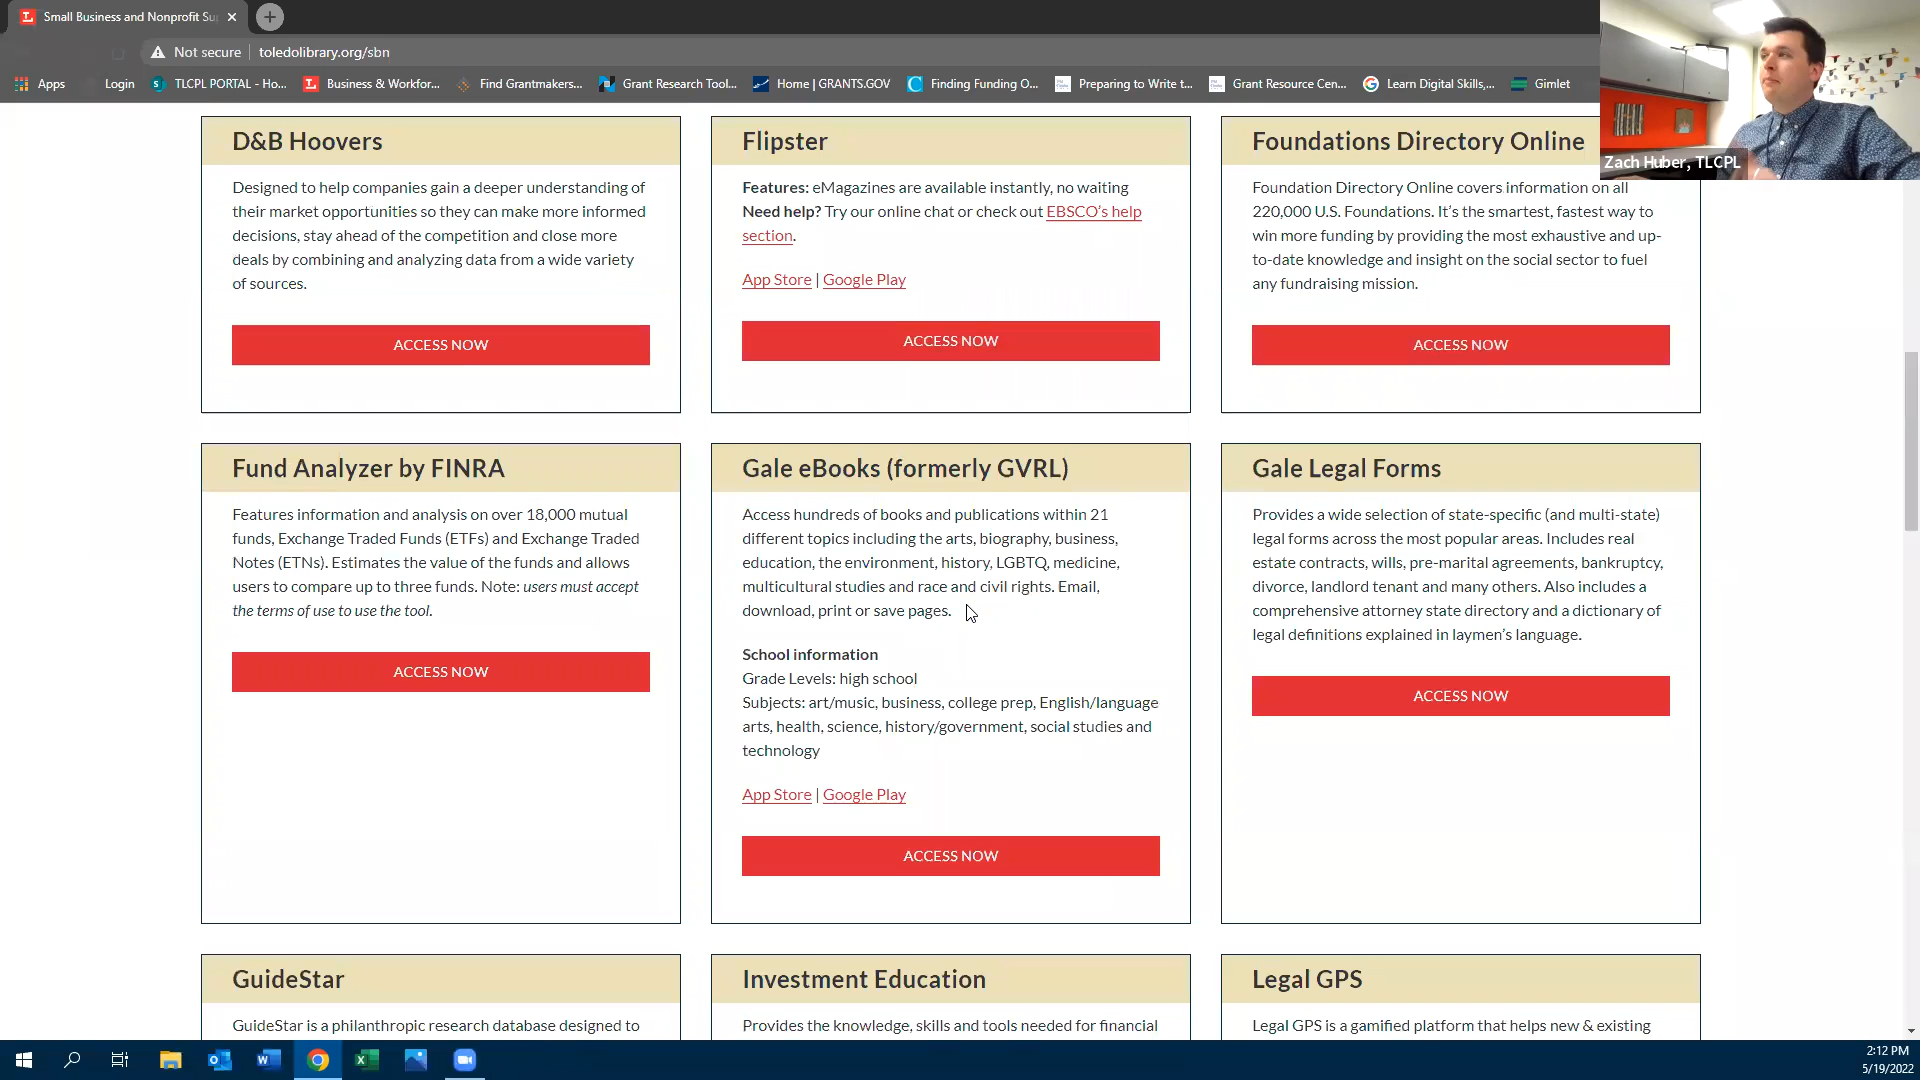 Small Business and Nonprofit Su
Not secure
toledolibrary.org/sbn
Apps
Login
TLCPL PORTAL - Ho...
Business & Workfor...
Find Grantmakers...
Grant Research Tool...
Home | GRANTS.GOV
Finding Funding O...
Preparing to Write t...
Grant Resource Cen...
Learn Digital Skills,...
Gimlet
Zach Huber, TLCPL
D&B Hoovers
Designed to help companies gain a deeper understanding of
their market opportunities so they can make more informed
decisions, stay ahead of the competition and close more
deals by combining and analyzing data from a wide variety
of sources.
ACCESS NOW
Flipster
Features: eMagazines are available instantly, no waiting
Need help? Try our online chat or check out EBSCO's help
section.
App Store | Google Play
ACCESS NOW
Foundations Directory Online
Foundation Directory Online covers information on all
220,000 U.S. Foundations. It's the smartest, fastest way to
win more funding by providing the most exhaustive and up-
to-date knowledge and insight on the social sector to fuel
any fundraising mission.
ACCESS NOW
Fund Analyzer by FINRA
Features information and analysis on over 18,000 mutual
funds, Exchange Traded Funds (ETFs) and Exchange Traded
Notes (ETNs). Estimates the value of the funds and allows
users to compare up to three funds. Note: users must accept
the terms of use to use the tool.
ACCESS NOW
Gale eBooks (formerly GVRL)
Access hundreds of books and publications within 21
different topics including the arts, biography, business,
education, the environment, history, LGBTQ, medicine,
multicultural studies and race and civil rights. Email,
download, print or save pages.
School information
Grade Levels: high school
Subjects: art/music, business, college prep, English/language
arts, health, science, history/government, social studies and
technology
App Store | Google Play
ACCESS NOW
Gale Legal Forms
Provides a wide selection of state-specific (and multi-state)
legal forms across the most popular areas. Includes real
estate contracts, wills, pre-marital agreements, bankruptcy,
divorce, landlord tenant and many others. Also includes a
comprehensive attorney state directory and a dictionary of
legal definitions explained in laymen's language.
ACCESS NOW
GuideStar
GuideStar is a philanthropic research database designed to
Investment Education
Provides the knowledge, skills and tools needed for financial
Legal GPS
Legal GPS is a gamified platform that helps new & existing
2:12 PM
5/19/2022